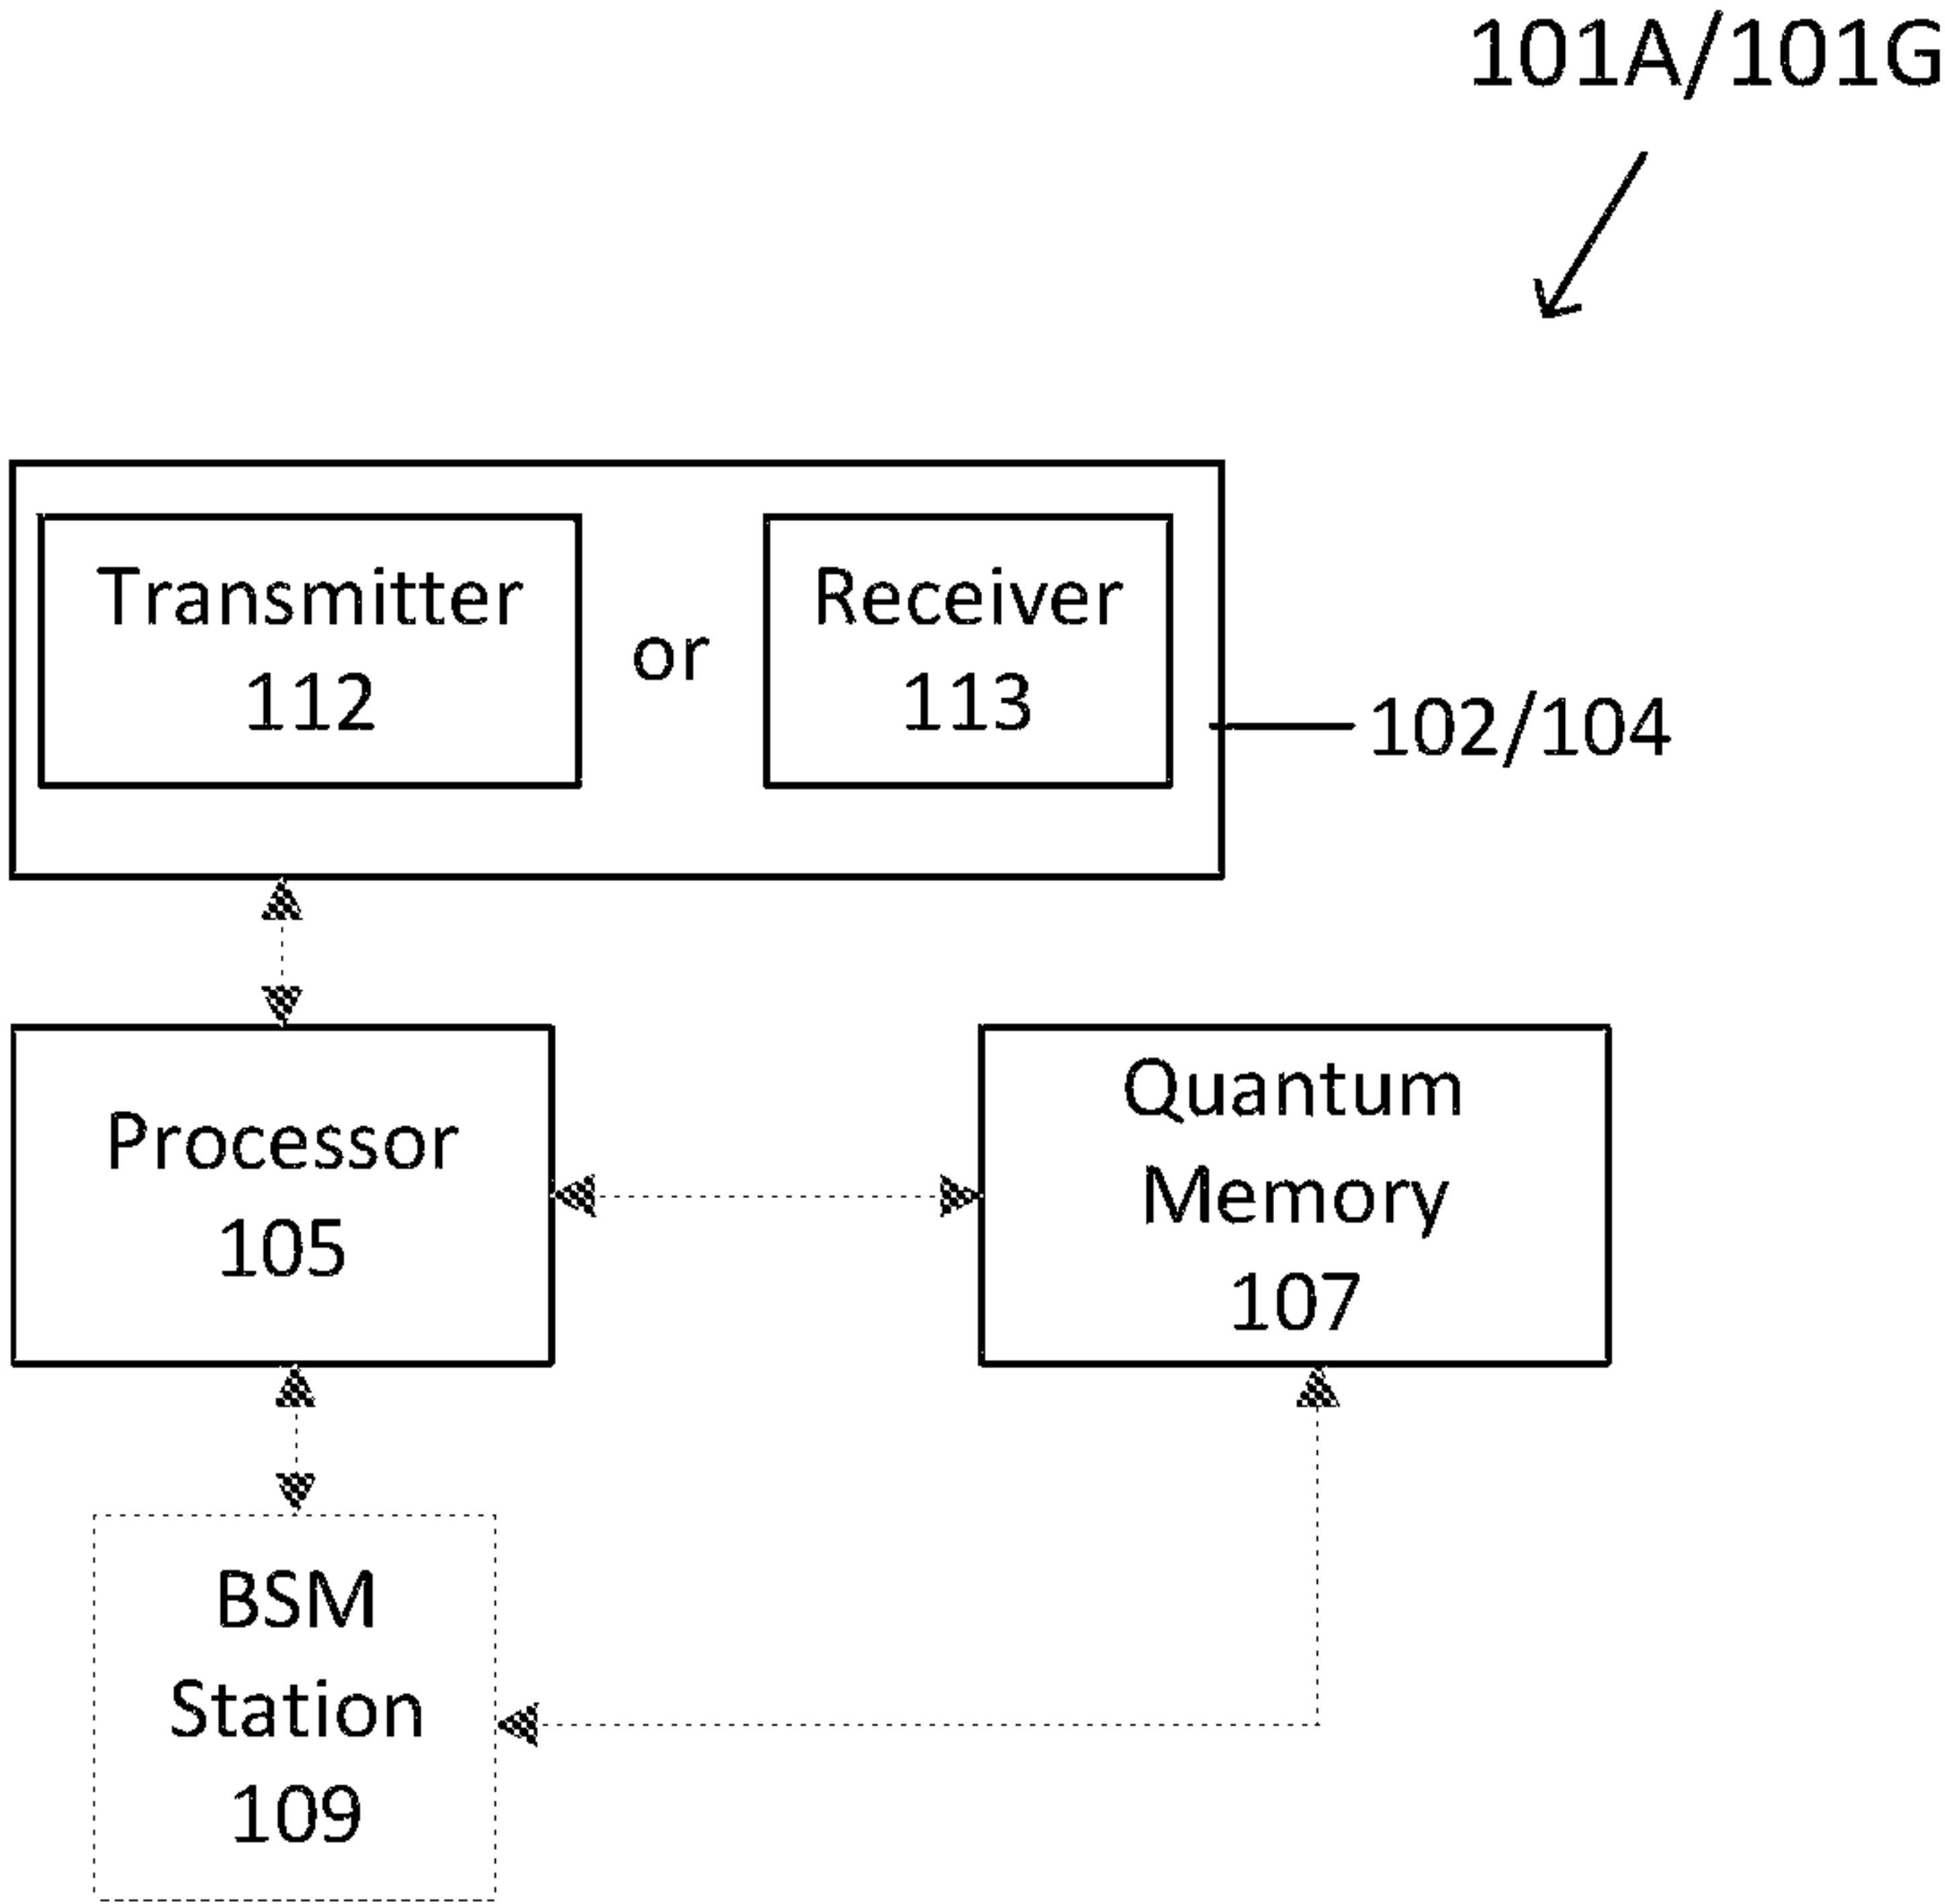 101A/101G
Transmitter
112
or
Receiver
113
102/104
Processor
105
Quantum
Memory
107
BSM
Station
109